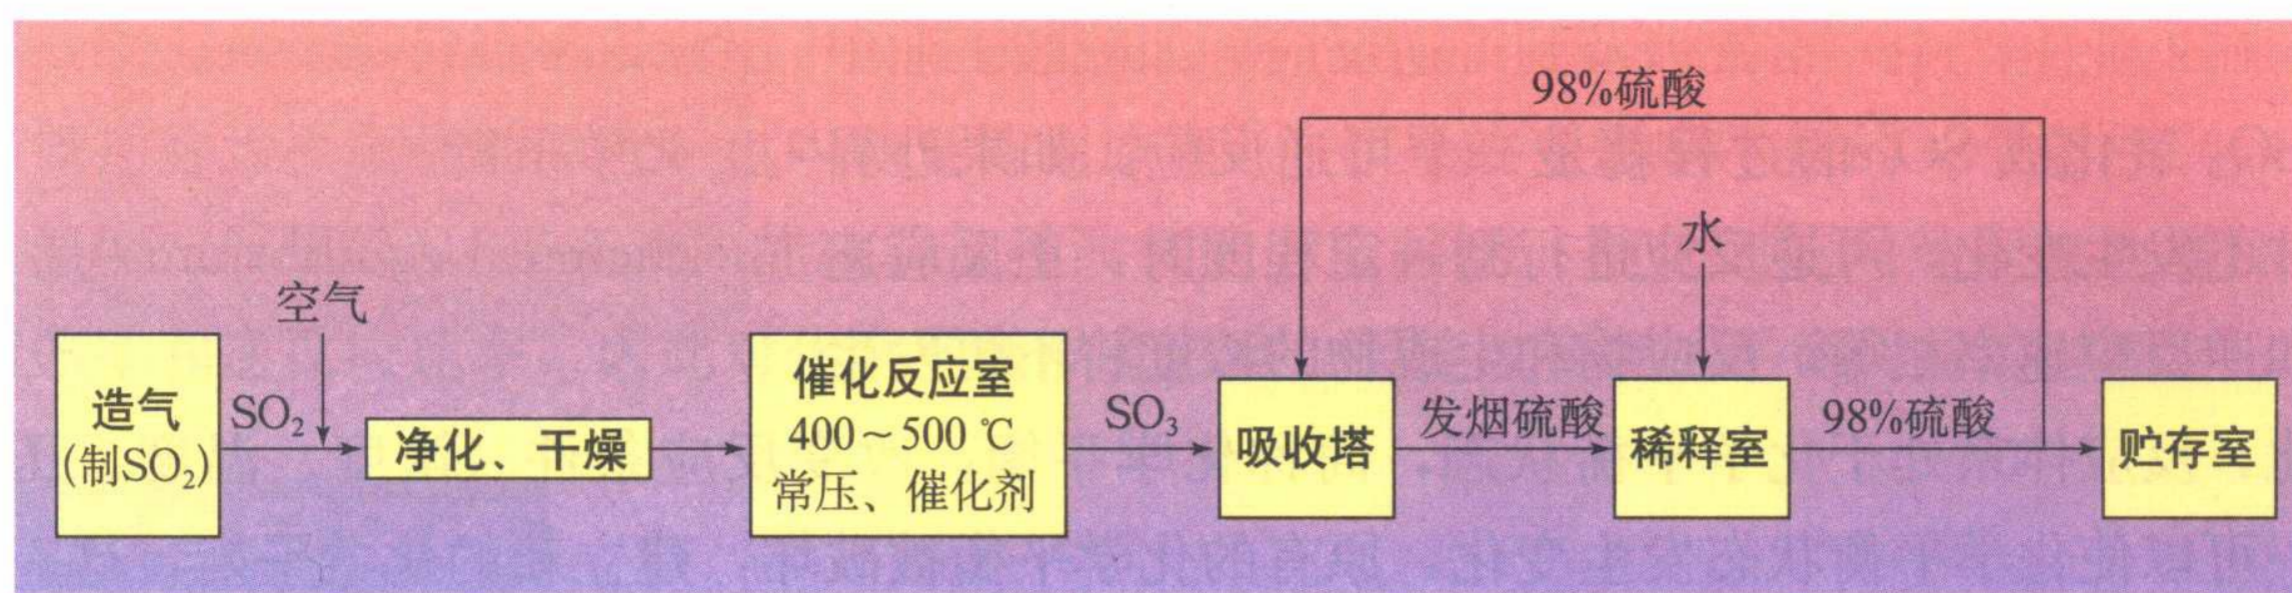 98%硫酸
水
空气
造气
(制SO₂)
SO₂
净化、干燥
催化反应室
400～500 ℃
常压、催化剂
SO₃
吸收塔
发烟硫酸
稀释室
98%硫酸
贮存室